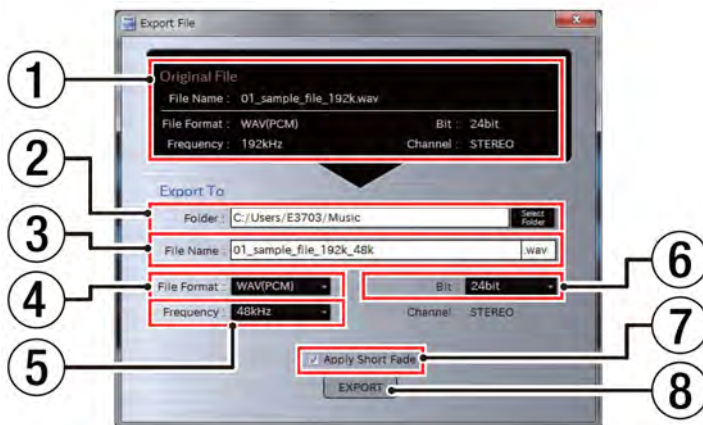 Export File
1
Original File
File Name : 01_sample_file_192k.wav
File Format : WAV(PCM) Bit : 24bit
Frequency : 192kHz Channel : STEREO
2
Export To
Folder : C:/Users/E3703/Music Select Folder
3
File Name : 01_sample_file_192k_48k .wav
4
File Format : WAV(PCM) Bit : 24bit
6
Frequency : 48kHz Channel STEREO
5
7
Apply Short Fade
EXPORT
8